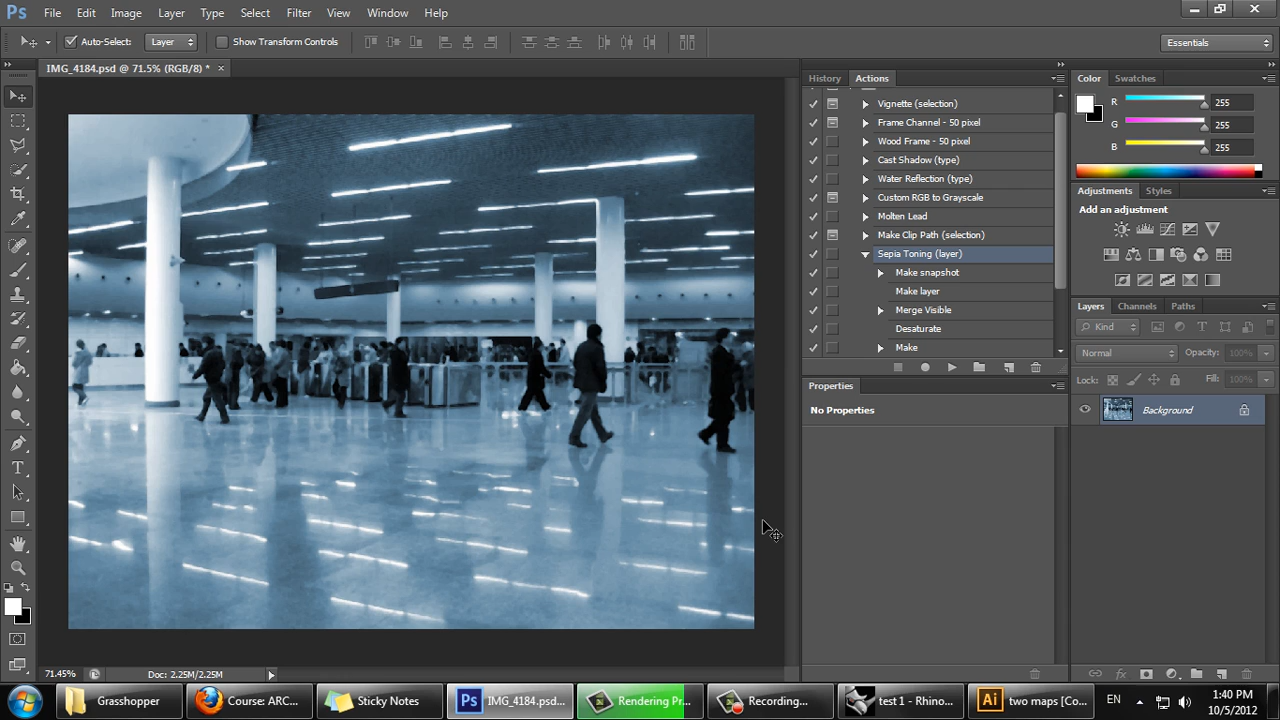 Ps File Edit Image Layer Type Select Filter View Window Help
Auto-Select: Layer Show Transform Controls Essentials
IMG_4184.psd @ 71.5% (RGB/8) * ×
History Actions
Vignette (selection)
Frame Channel - 50 pixel
Wood Frame - 50 pixel
Cast Shadow (type)
Water Reflection (type)
Custom RGB to Grayscale
Molten Lead
Make Clip Path (selection)
Sepia Toning (layer)
Make snapshot
Make layer
Merge Visible
Desaturate
Make
Properties
No Properties
Color Swatches
R 255
G 255
B 255
Adjustments Styles
Add an adjustment
Layers Channels Paths
Kind
Normal Opacity: 100%
Lock: Fill: 100%
Background
71.45% Doc: 2.25M/2.25M
Grasshopper
Course: ARC...
Sticky Notes
Ps IMG_4184.psd...
Rendering Pr...
Recording...
test 1 - Rhino...
Ai two maps [Co...
EN
1:40 PM
10/5/2012